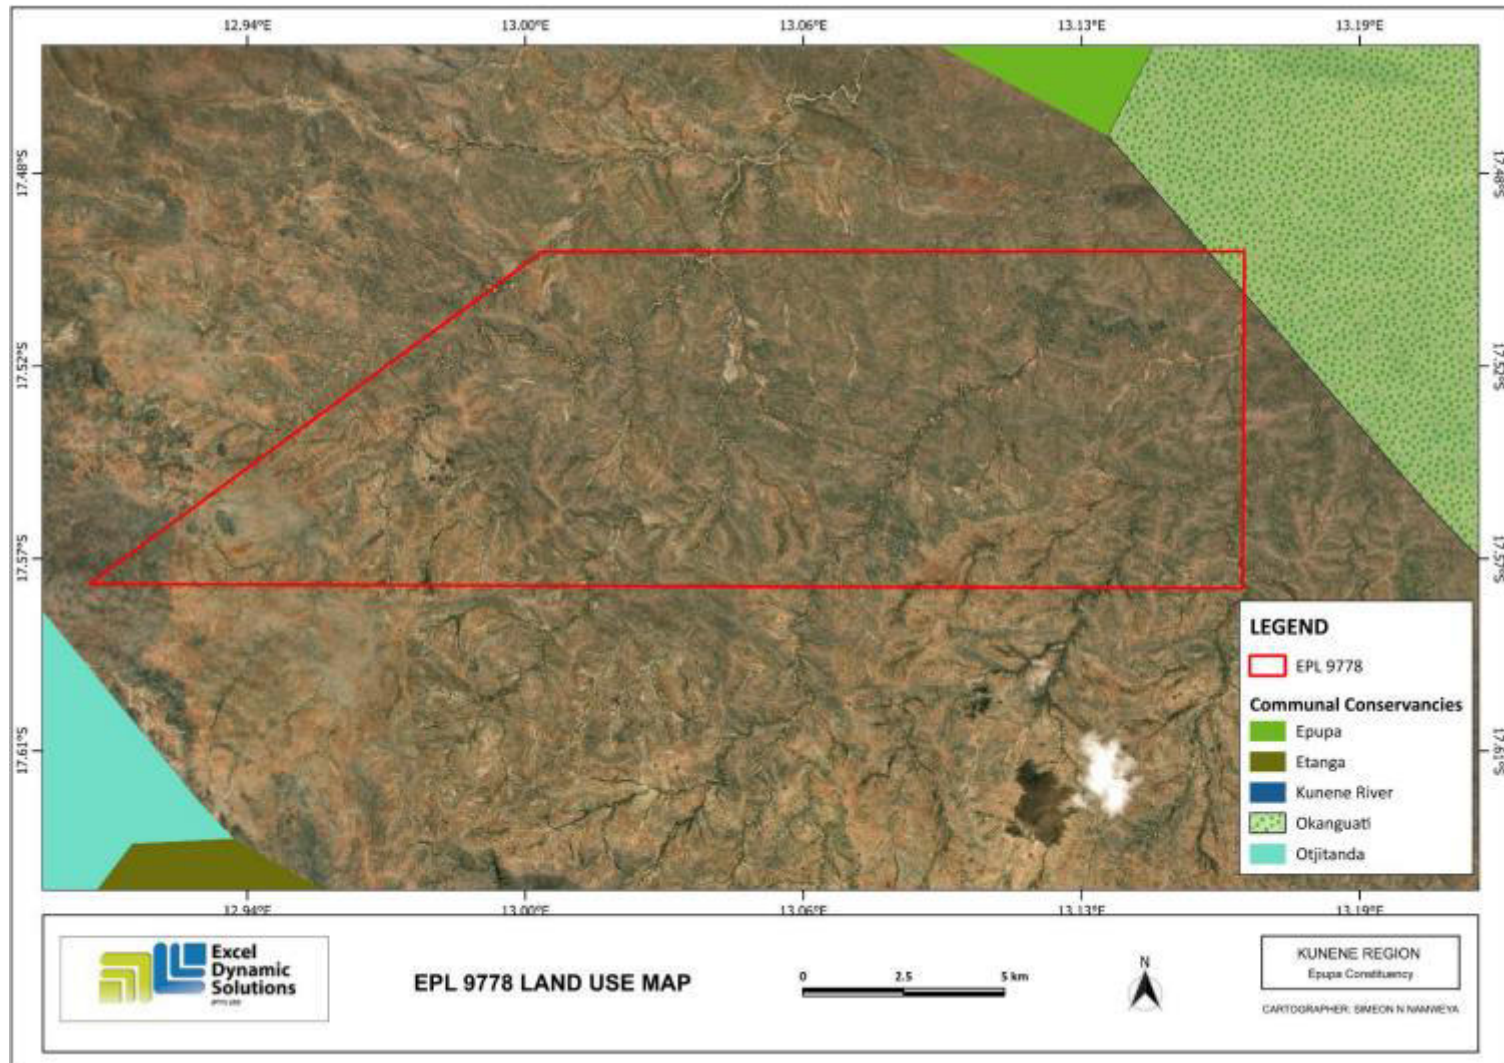 12.94°E 13.00°E 13.06°E 13.13°E 13.19°E
17.48°S
17.52°S
17.57°S
17.61°S
17.48°S
17.52°S
17.57°S
17.61°S
LEGEND
EPL 9778
Communal Conservancies
Epupa
Etanga
Kunene River
Okanguati
Otjitanda
12.94°E 13.00°E 13.06°E 13.13°E 13.19°E
Excel
Dynamic
Solutions
EPL 9778 LAND USE MAP
0 2.5 5 km
N
KUNENE REGION
Epupa Constituency
CARTOGRAPHER: SIMEON N NAMWEYA